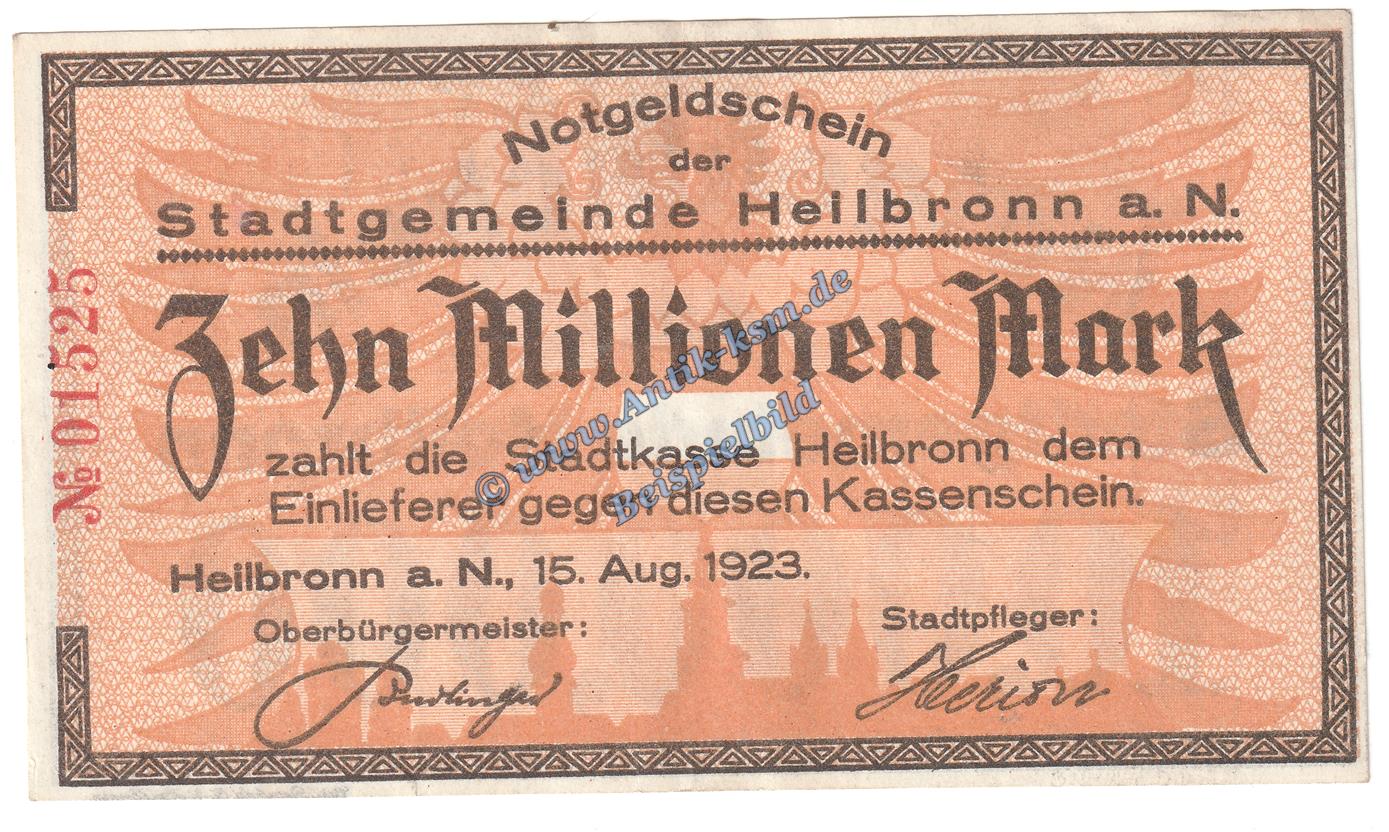 Notgeldschein
der
Stadtgemeinde Heilbronn a. N.
Zehn Millionen Mark
zahlt die Stadtkasse Heilbronn dem
Einlieferer gegen diesen Kassenschein.
Heilbronn a. N., 15. Aug. 1923.
Oberbürgermeister:
Stadtpfleger:
№ 015525
© www.Antik-ksm.de
Beispielbild